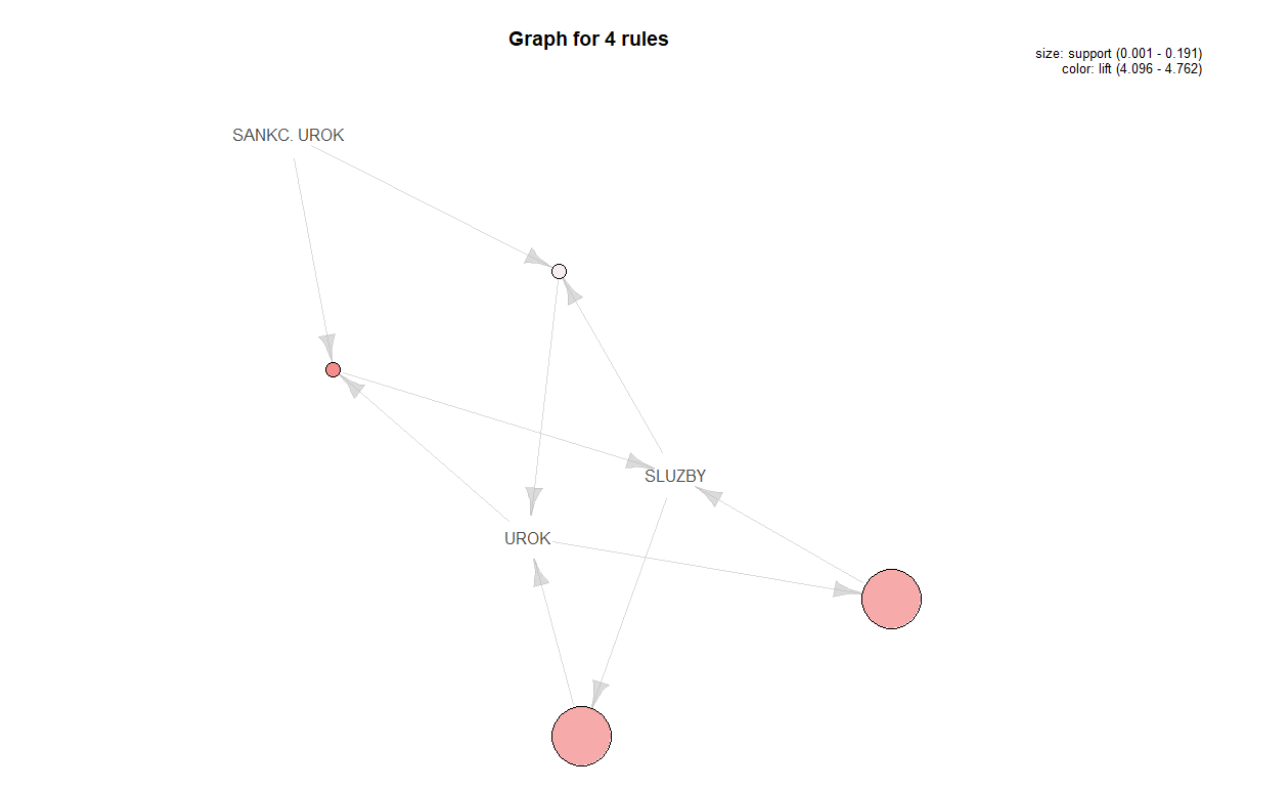 Graph for 4 rules
size: support (0.001 - 0.191)
color: lift (4.096 - 4.762)
SANKC. UROK
SLUZBY
UROK